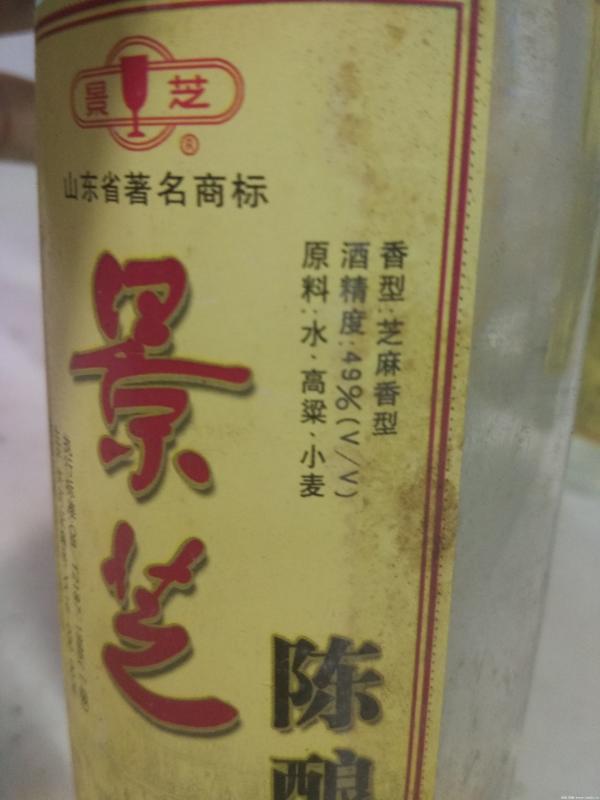 景芝
®
山东省著名商标
香型:芝麻香型
酒精度:49%(V/V)
原料:水、高粱、小麦
景芝
陈酿